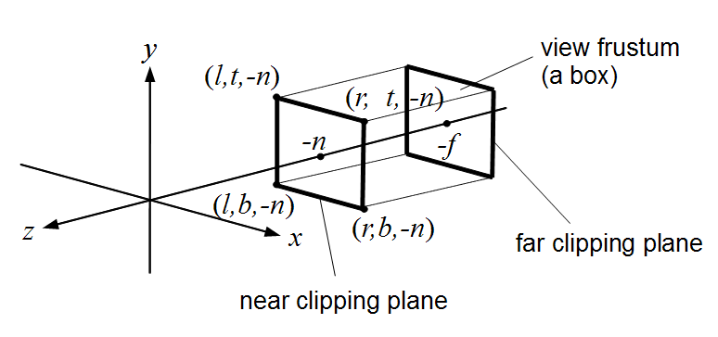 y
view frustum
(a box)
(l,t,-n)
(r, t, -n)
-n
-f
(l,b,-n)
(r,b,-n)
z
x
far clipping plane
near clipping plane